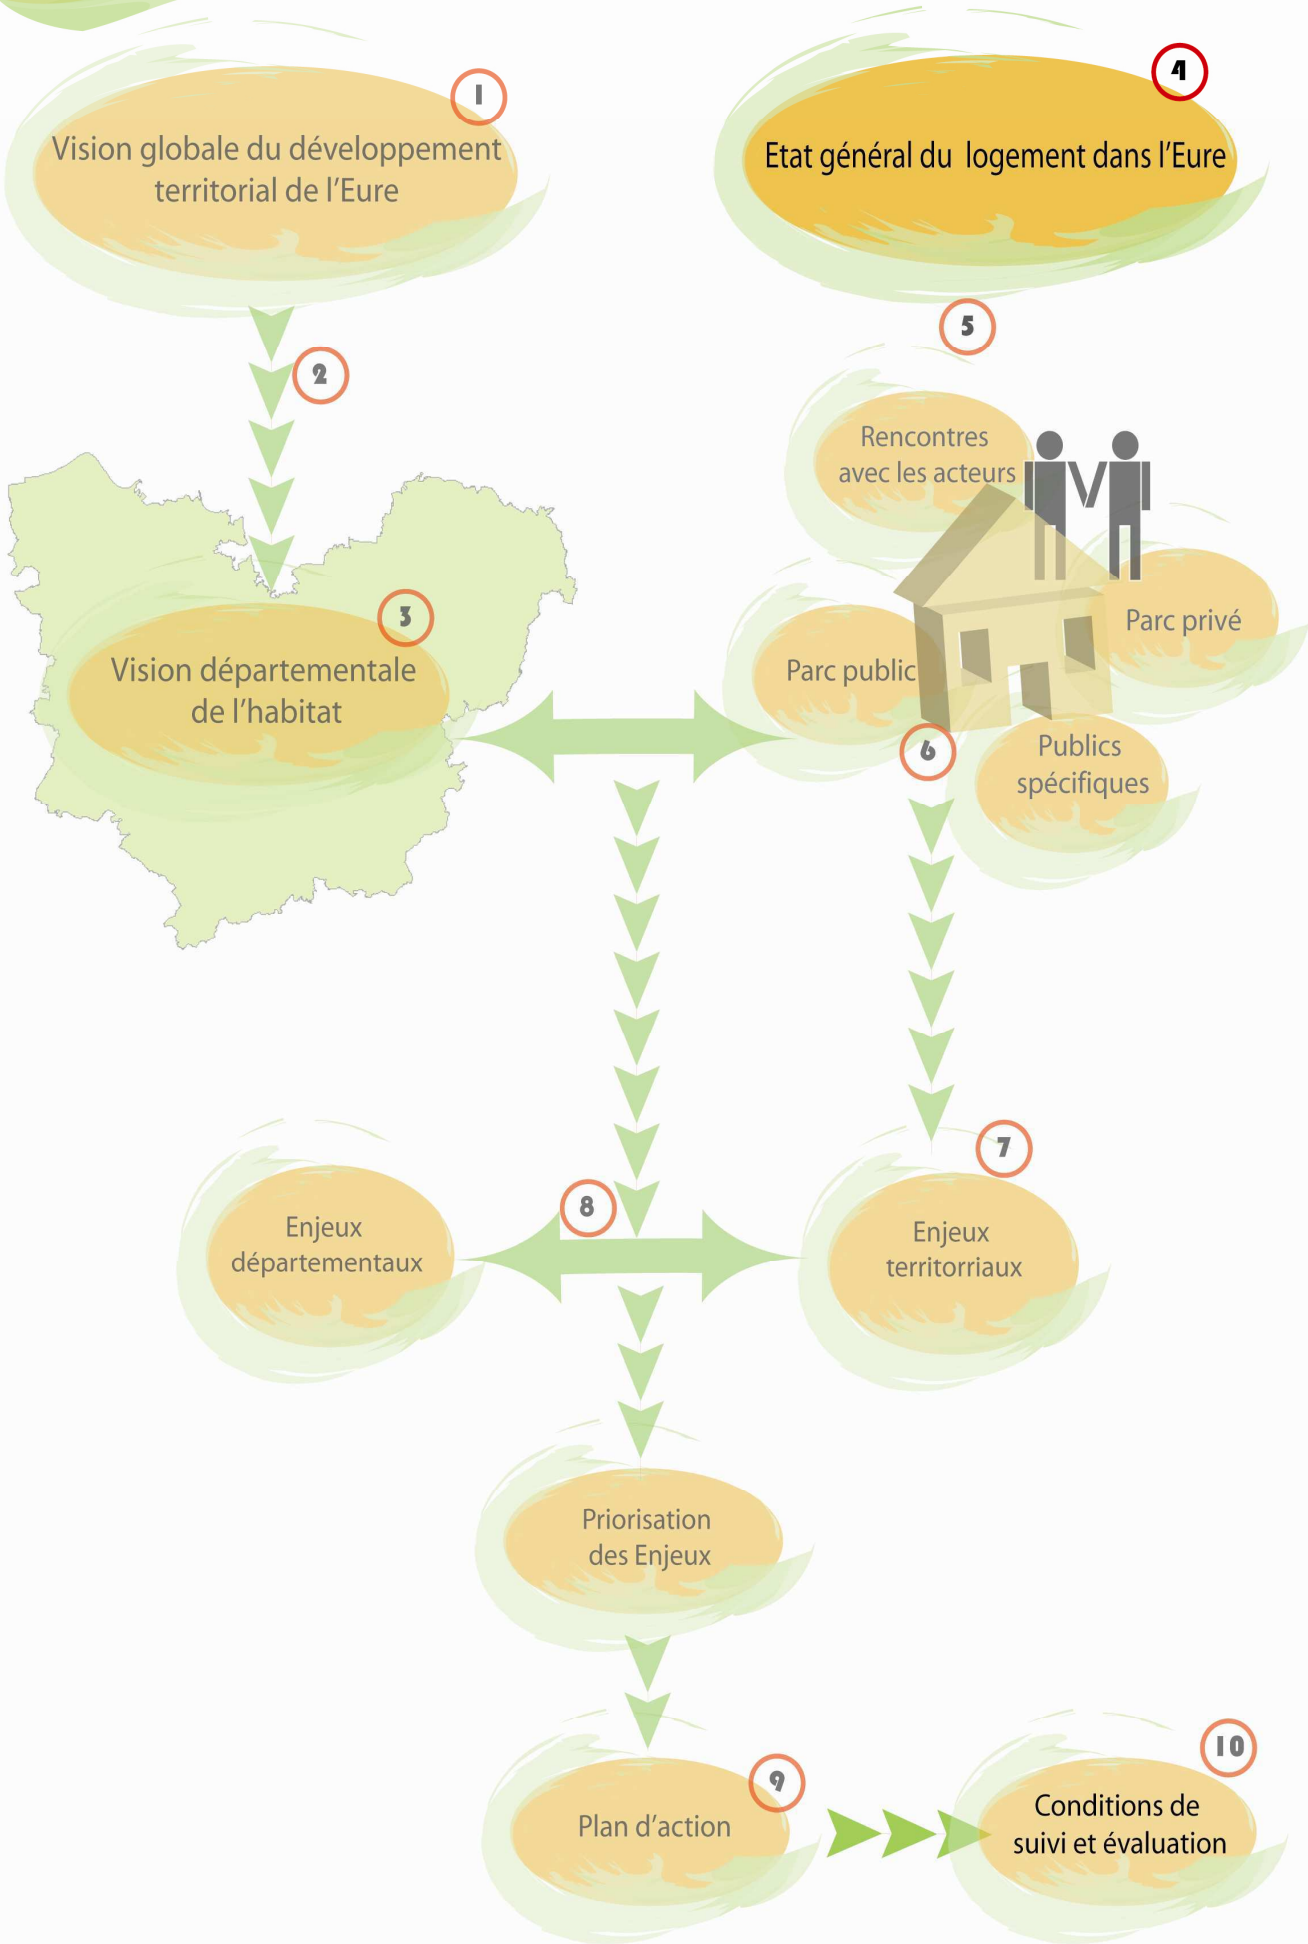 1
Vision globale du développement
territorial de l'Eure
4
Etat général du logement dans l'Eure
2
5
Rencontres
avec les acteurs
3
Vision départementale
de l'habitat
Parc public
Parc privé
6
Publics
spécifiques
7
8
Enjeux
départementaux
Enjeux
territorriaux
Priorisation
des Enjeux
9
Plan d'action
10
Conditions de
suivi et évaluation